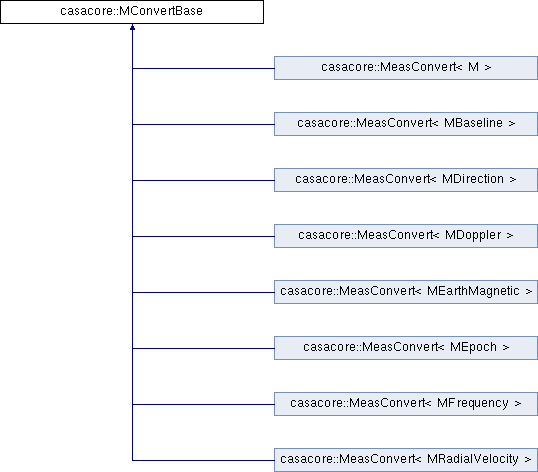 casacore::MConvertBase
casacore::MeasConvert< M >
casacore::MeasConvert< MBaseline >
casacore::MeasConvert< MDirection >
casacore::MeasConvert< MDoppler >
casacore::MeasConvert< MEarthMagnetic >
casacore::MeasConvert< MEpoch >
casacore::MeasConvert< MFrequency >
casacore::MeasConvert< MRadialVelocity >